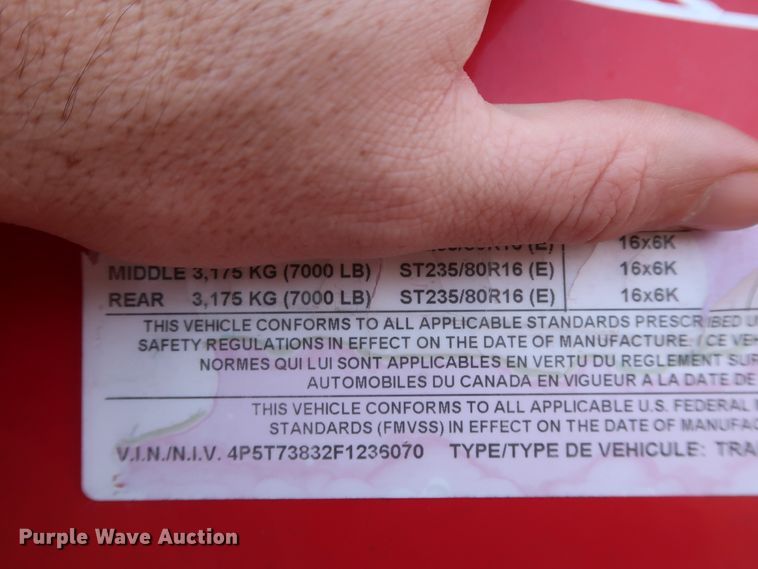 16x6K
MIDDLE 3,175 KG (7000 LB) ST235/80R16 (E) 16x6K
REAR 3,175 KG (7000 LB) ST235/80R16 (E) 16x6K
THIS VEHICLE CONFORMS TO ALL APPLICABLE STANDARDS PRESCRIBED
SAFETY REGULATIONS IN EFFECT ON THE DATE OF MANUFACTURE. / CE
NORMES QUI LUI SONT APPLICABLES EN VERTU DU REGLEMENT SUR
AUTOMOBILES DU CANADA EN VIGUEUR A LA DATE DE
THIS VEHICLE CONFORMS TO ALL APPLICABLE U.S. FEDERAL
STANDARDS (FMVSS) IN EFFECT ON THE DATE OF MANUFAC
V.I.N./N.I.V. 4P5T73832F1236070 TYPE/TYPE DE VEHICULE: TRA
Purple Wave Auction